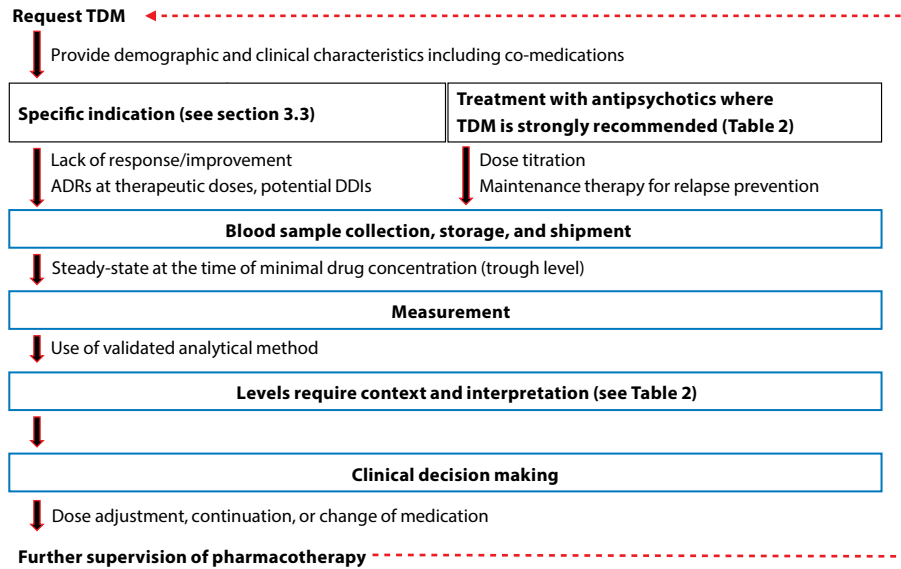 Request TDM
Provide demographic and clinical characteristics including co-medications
Specific indication (see section 3.3)
Treatment with antipsychotics where
TDM is strongly recommended (Table 2)
Lack of response/improvement
ADRs at therapeutic doses, potential DDIs
Dose titration
Maintenance therapy for relapse prevention
Blood sample collection, storage, and shipment
Steady-state at the time of minimal drug concentration (trough level)
Measurement
Use of validated analytical method
Levels require context and interpretation (see Table 2)
Clinical decision making
Dose adjustment, continuation, or change of medication
Further supervision of pharmacotherapy